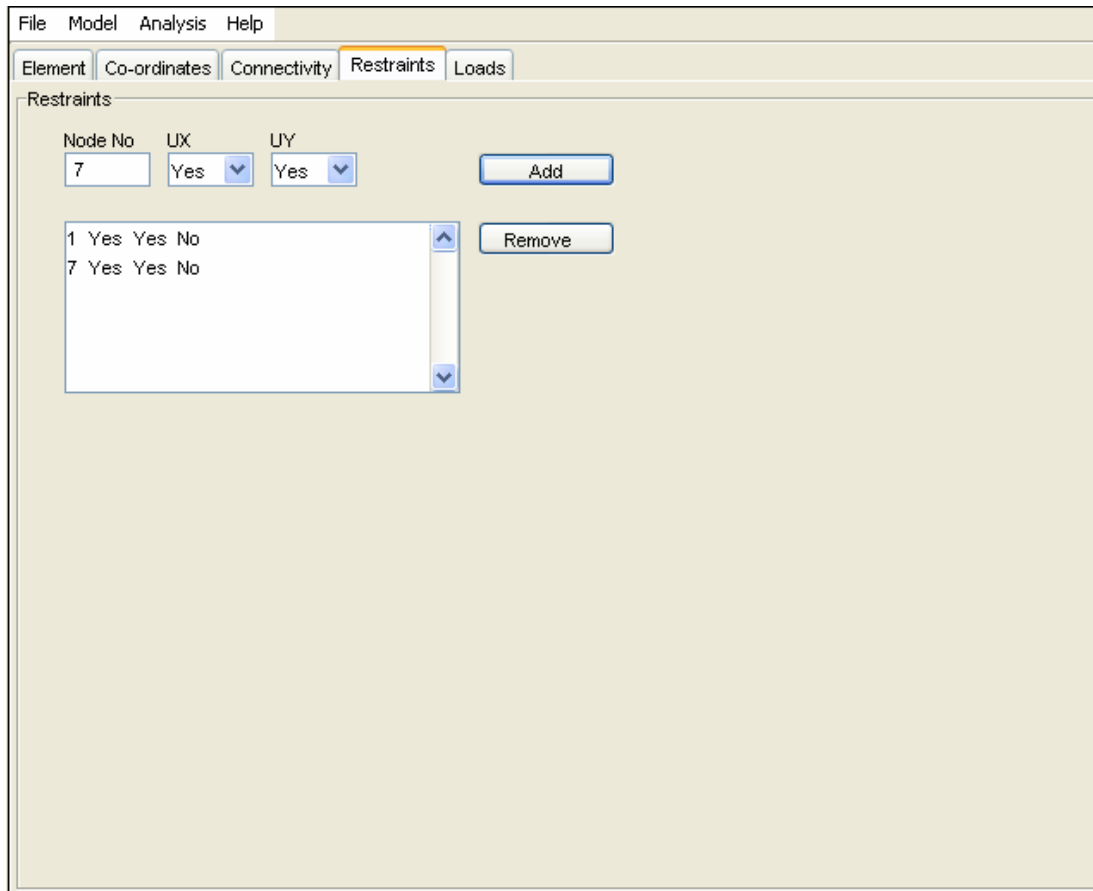 File Model Analysis Help
Element Co-ordinates Connectivity Restraints Loads
Restraints
Node No UX UY
7 Yes Yes Add
1 Yes Yes No Remove
7 Yes Yes No